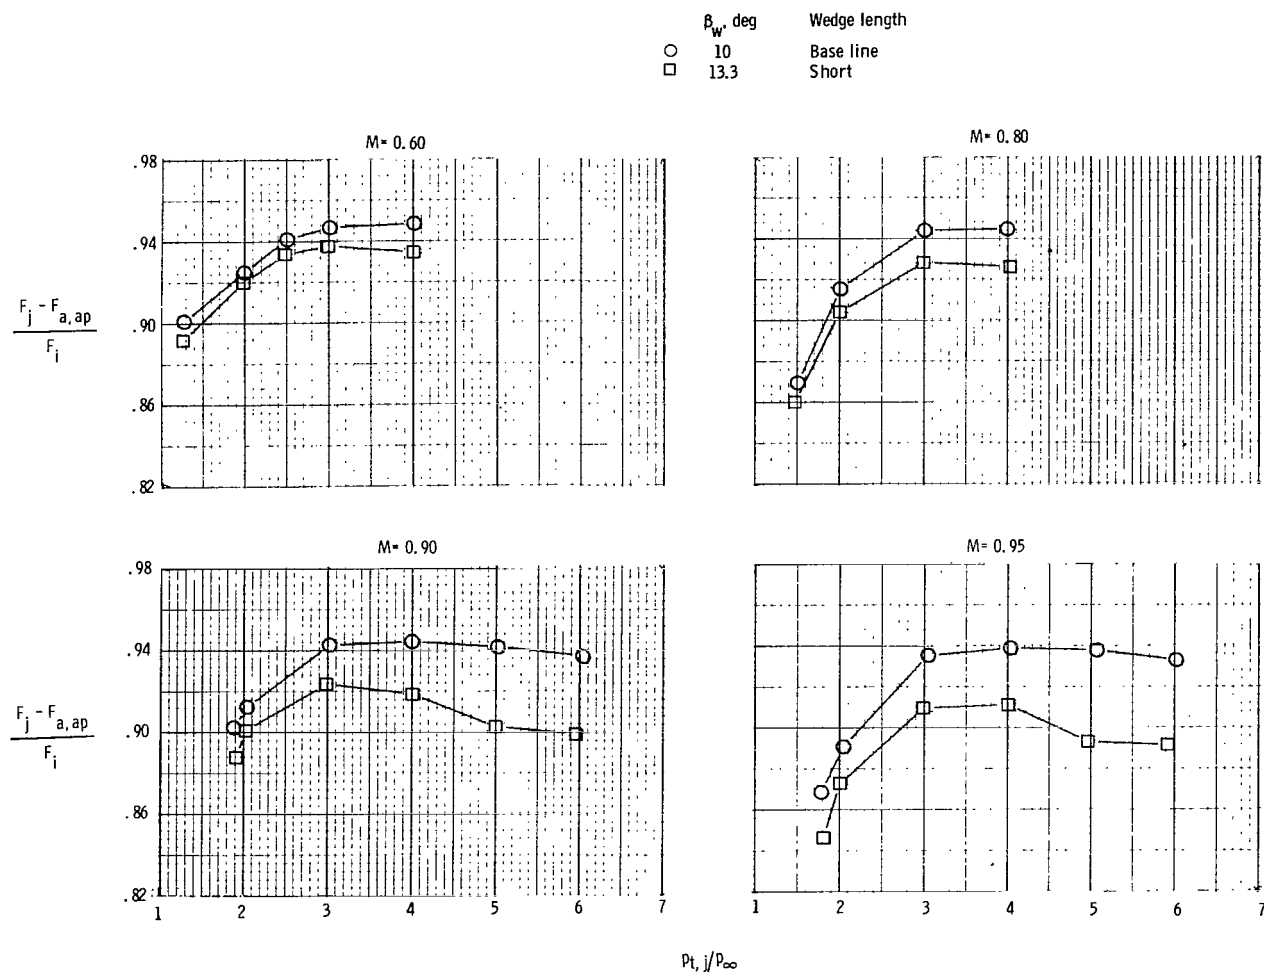 β_w, deg Wedge length
10 Base line
13.3 Short
M= 0.60
M= 0.80
.98
.94
.90
.86
.82
F_j - F_a,ap
F_i
M= 0.90
M= 0.95
.98
.94
.90
.86
.82
F_j - F_a,ap
F_i
1 2 3 4 5 6 7
1 2 3 4 5 6 7
p_t,j/p_∞